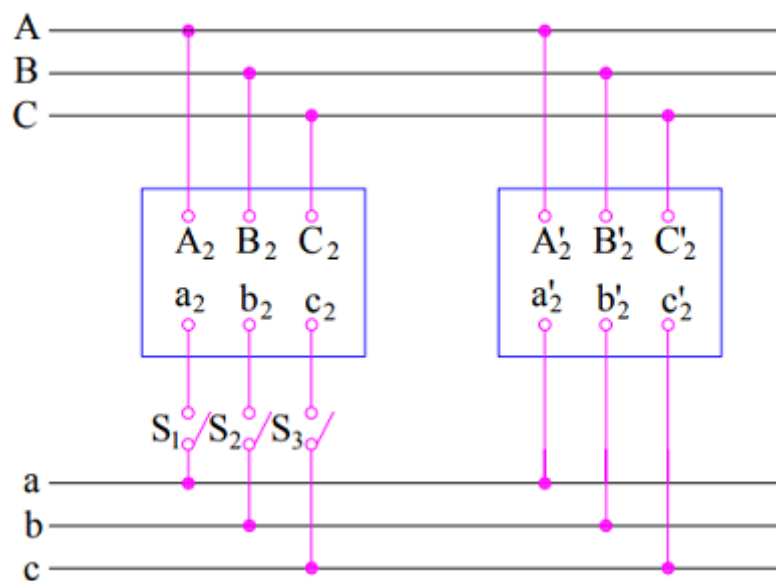 A
B
C
A₂ B₂ C₂ A'₂ B'₂ C'₂
a₂ b₂ c₂ a'₂ b'₂ c'₂
S₁ S₂ S₃
a
b
c